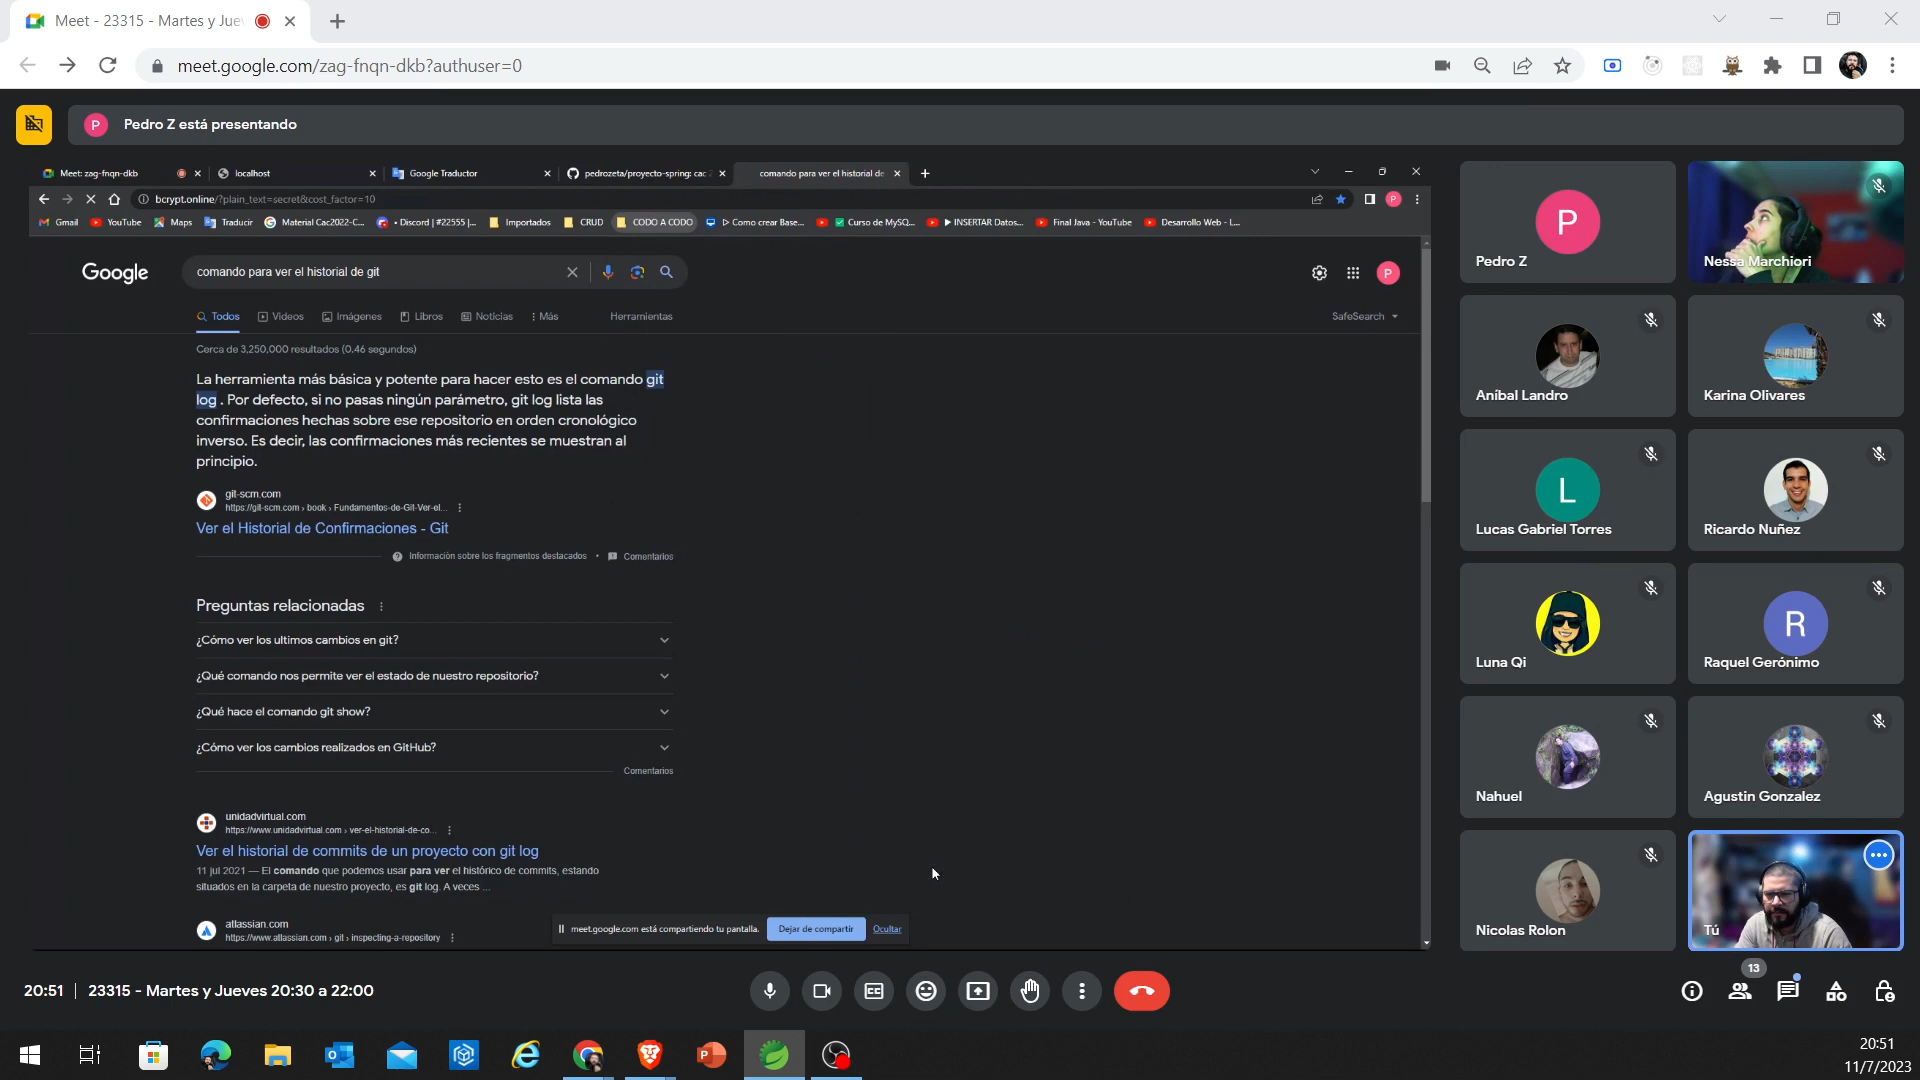 Meet - 23315 - Martes y Juev
meet.google.com/zag-fnqn-dkb?authuser=0
P
Pedro Z está presentando
Meet: zag-fnqn-dkb
localhost
Google Traductor
pedrozeta/proyecto-spring: cac 2
comando para ver el historial de
bcrypt.online/?plain_text=secret&cost_factor=10
Gmail
YouTube
Maps
Traducir
Material Cac2022-C...
• Discord | #22555 |...
Importados
CRUD
CODO A CODO
▷ Como crear Base...
Curso de MySQ...
▶ INSERTAR Datos...
Final Java - YouTube
Desarrollo Web - L...
Google
comando para ver el historial de git
P
Todos
Videos
Imágenes
Libros
Noticias
Más
Herramientas
SafeSearch
Cerca de 3,250,000 resultados (0.46 segundos)
La herramienta más básica y potente para hacer esto es el comando git
log . Por defecto, si no pasas ningún parámetro, git log lista las
confirmaciones hechas sobre ese repositorio en orden cronológico
inverso. Es decir, las confirmaciones más recientes se muestran al
principio.
git-scm.com
https://git-scm.com › book › Fundamentos-de-Git-Ver-el...
Ver el Historial de Confirmaciones - Git
Información sobre los fragmentos destacados • Comentarios
Preguntas relacionadas
¿Cómo ver los ultimos cambios en git?
¿Qué comando nos permite ver el estado de nuestro repositorio?
¿Qué hace el comando git show?
¿Cómo ver los cambios realizados en GitHub?
Comentarios
unidadvirtual.com
https://www.unidadvirtual.com › ver-el-historial-de-co...
Ver el historial de commits de un proyecto con git log
11 jul 2021 — El comando que podemos usar para ver el histórico de commits, estando
situados en la carpeta de nuestro proyecto, es git log. A veces ...
atlassian.com
https://www.atlassian.com › git › inspecting-a-repository
meet.google.com está compartiendo tu pantalla.
Dejar de compartir
Ocultar
P
Pedro Z
Nessa Marchiori
Aníbal Landro
Karina Olivares
L
Lucas Gabriel Torres
Ricardo Nuñez
Luna Qi
R
Raquel Gerónimo
Nahuel
Agustin Gonzalez
Nicolas Rolon
Tú
20:51 | 23315 - Martes y Jueves 20:30 a 22:00
13
20:51
11/7/2023